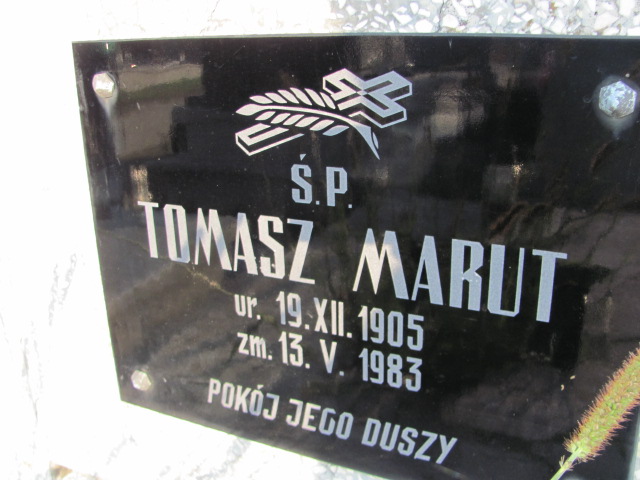 Ś.P.
TOMASZ MARUT
ur. 19.XII.1905
zm. 13. V. 1983
POKÓJ JEGO DUSZY